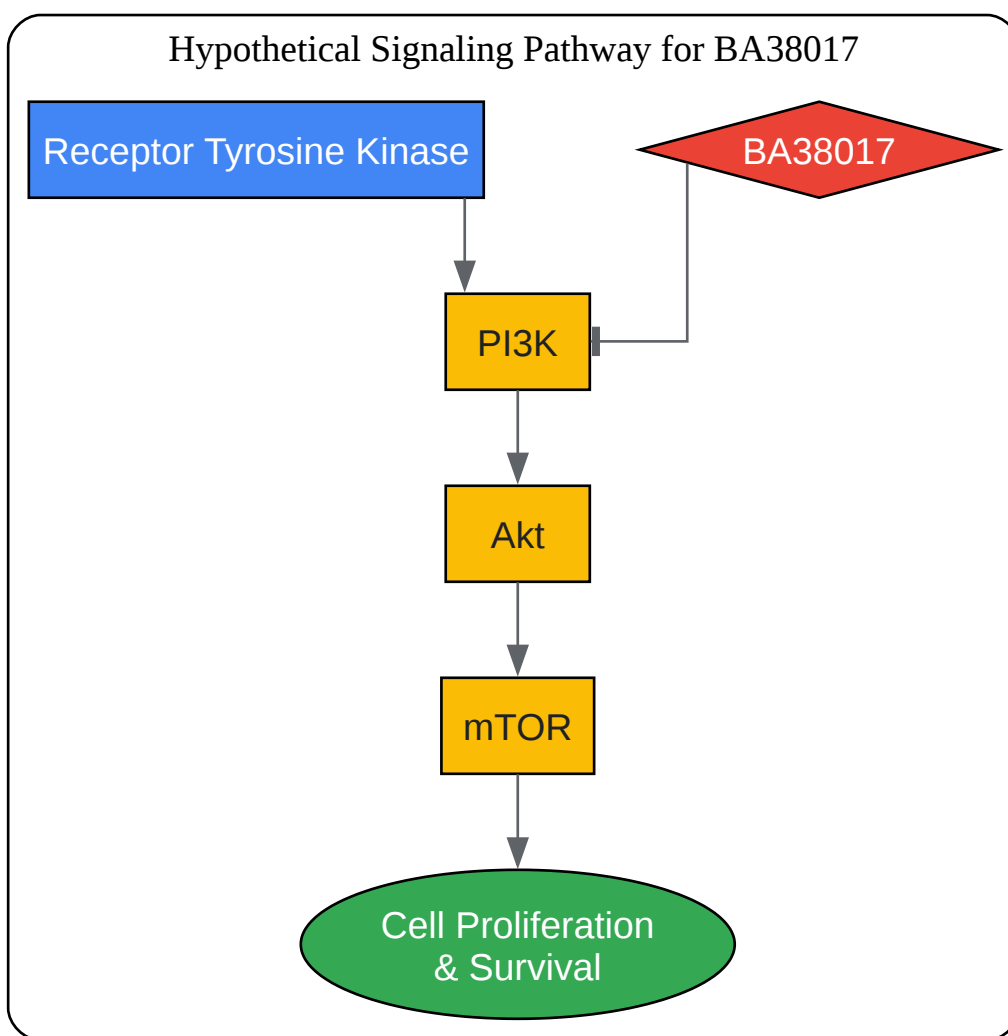 Hypothetical Signaling Pathway for BA38017
Receptor Tyrosine Kinase
BA38017
PI3K
Akt
mTOR
Cell Proliferation
& Survival